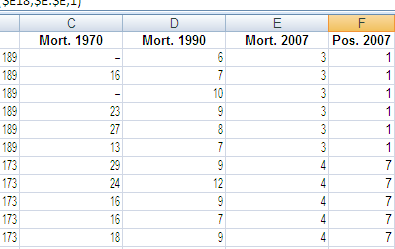 ($E18;$E:$E;1)
C D E F
Mort. 1970 Mort. 1990 Mort. 2007 Pos. 2007
189 – 6 3 1
189 16 7 3 1
189 – 10 3 1
189 23 9 3 1
189 27 8 3 1
189 13 7 3 1
173 29 9 4 7
173 24 12 4 7
173 16 9 4 7
173 16 7 4 7
173 18 9 4 7